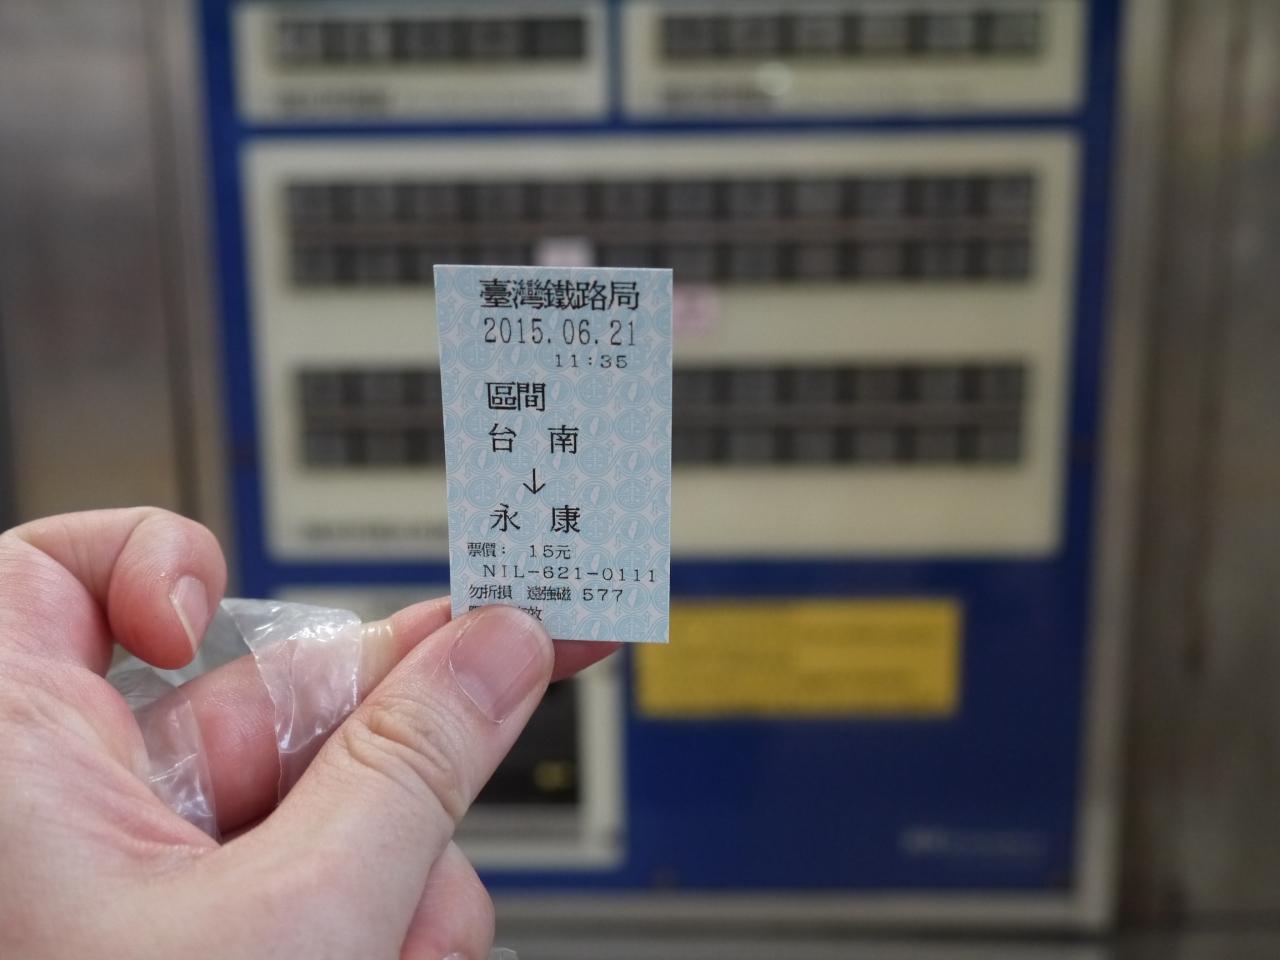 臺灣鐵路局
2015.06.21
11:35
區間
台 南
↓
永 康
票價： 15元
NIL-621-0111
勿折損 遠強磁 577
效